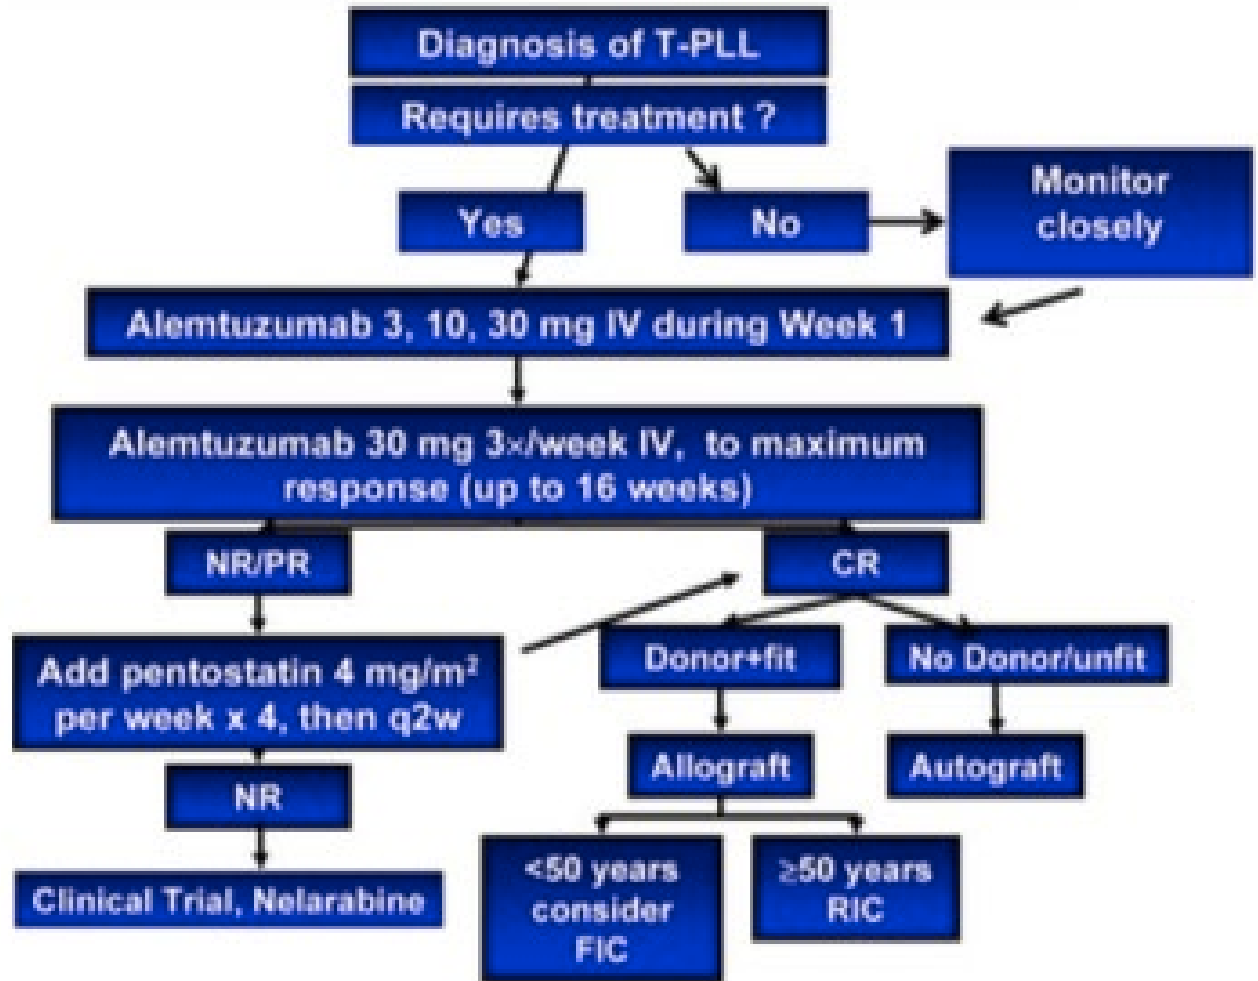 Diagnosis of T-PLL
Requires treatment ?
Yes
No
Monitor
closely
Alemtuzumab 3, 10, 30 mg IV during Week 1
Alemtuzumab 30 mg 3×/week IV, to maximum
response (up to 16 weeks)
NR/PR
CR
Add pentostatin 4 mg/m²
per week x 4, then q2w
Donor+fit
No Donor/unfit
NR
Allograft
Autograft
Clinical Trial, Nelarabine
<50 years
consider
FIC
≥50 years
RIC